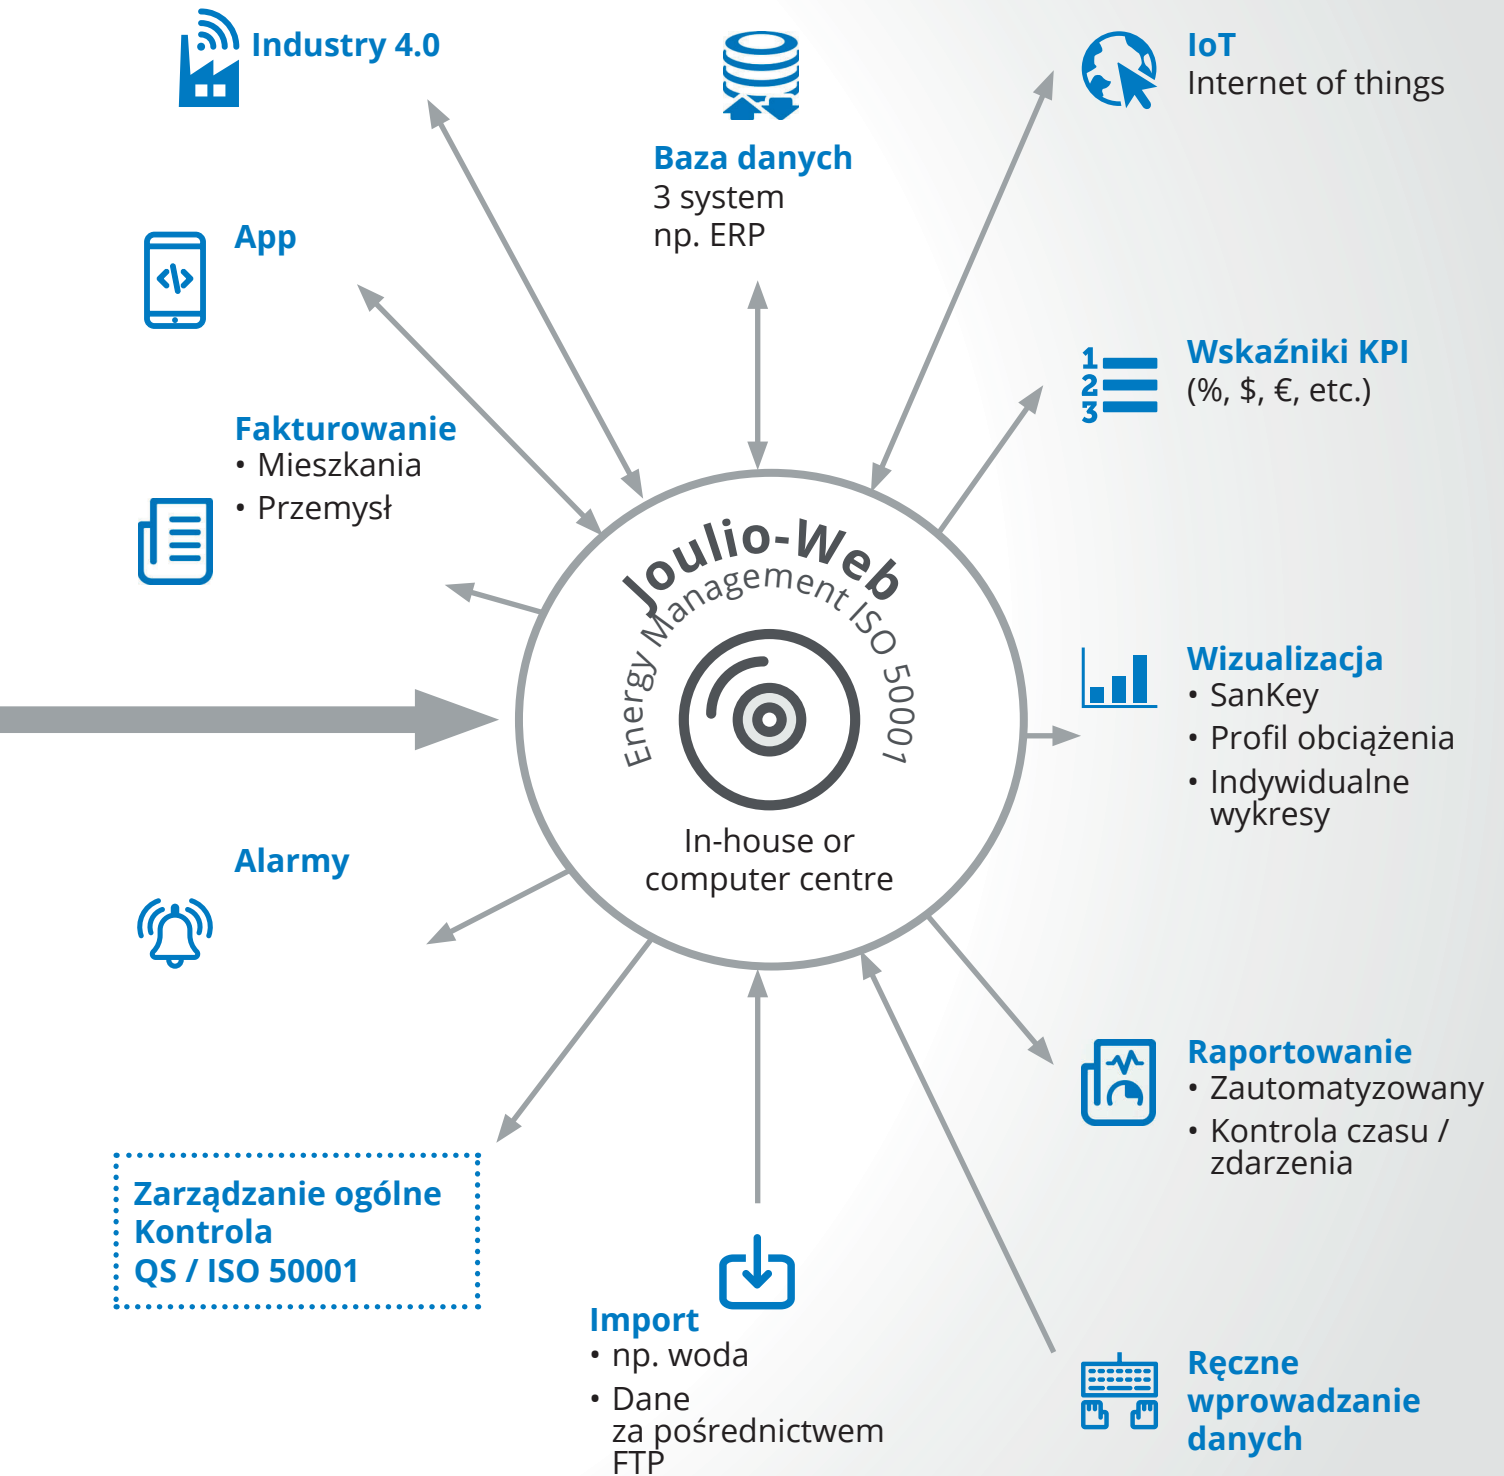 Industry 4.0
Baza danych
3 system
np. ERP
IoT
Internet of things
App
Wskaźniki KPI
(%, $, €, etc.)
1
2
3
Fakturowanie
• Mieszkania
• Przemysł
Joulio-Web
Energy Management ISO 50001
In-house or
computer centre
Wizualizacja
• SanKey
• Profil obciążenia
• Indywidualne
wykresy
Alarmy
Raportowanie
• Zautomatyzowany
• Kontrola czasu /
zdarzenia
Zarządzanie ogólne
Kontrola
QS / ISO 50001
Import
• np. woda
• Dane
za pośrednictwem
FTP
Ręczne
wprowadzanie
danych